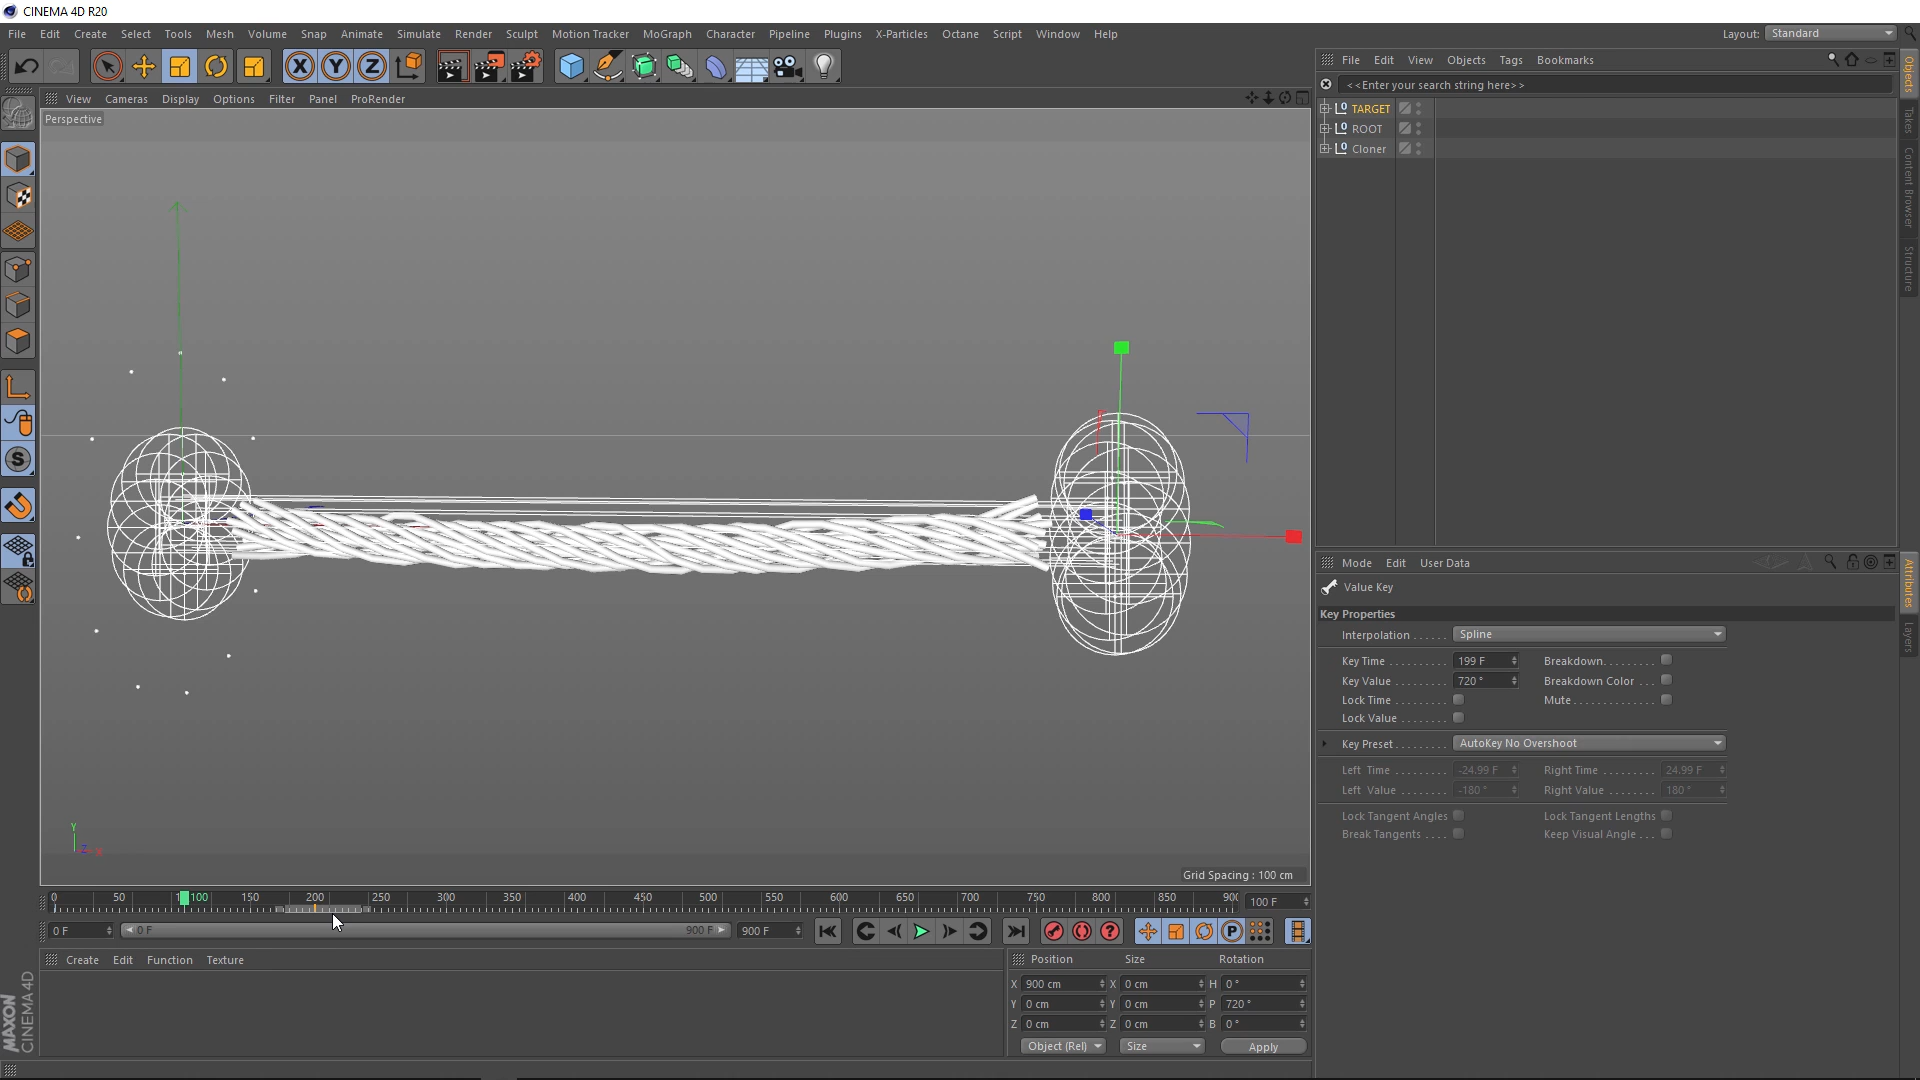 CINEMA 4D R20
File Edit Create Select Tools Mesh Volume Snap Animate Simulate Render Sculpt Motion Tracker MoGraph Character Pipeline Plugins X-Particles Octane Script Window Help
Layout: Standard
View Cameras Display Options Filter Panel ProRender
Perspective
File Edit View Objects Tags Bookmarks
<<Enter your search string here>>
TARGET
ROOT
Cloner
Objects
Takes
Content Browser
Structure
Mode Edit User Data
Value Key
Key Properties
Interpolation ...... Spline
Key Time .......... 199 F Breakdown.........
Key Value ......... 720 ° Breakdown Color ...
Lock Time ......... Mute..............
Lock Value ........
Key Preset......... AutoKey No Overshoot
Left Time ......... -24.99 F Right Time ......... 24.99 F
Left Value ........ -180 ° Right Value ........ 180 °
Lock Tangent Angles Lock Tangent Lengths
Break Tangents .... Keep Visual Angle ...
Attributes
Layers
Y
Z X
Grid Spacing : 100 cm
0 50 100 150 200 250 300 350 400 450 500 550 600 650 700 750 800 850 900 100 F
0 F 0 F 900 F 900 F
Create Edit Function Texture
Position Size Rotation
X 900 cm X 0 cm H 0 °
Y 0 cm Y 0 cm P 720 °
Z 0 cm Z 0 cm B 0 °
Object (Rel) Size Apply
MAXON
CINEMA 4D